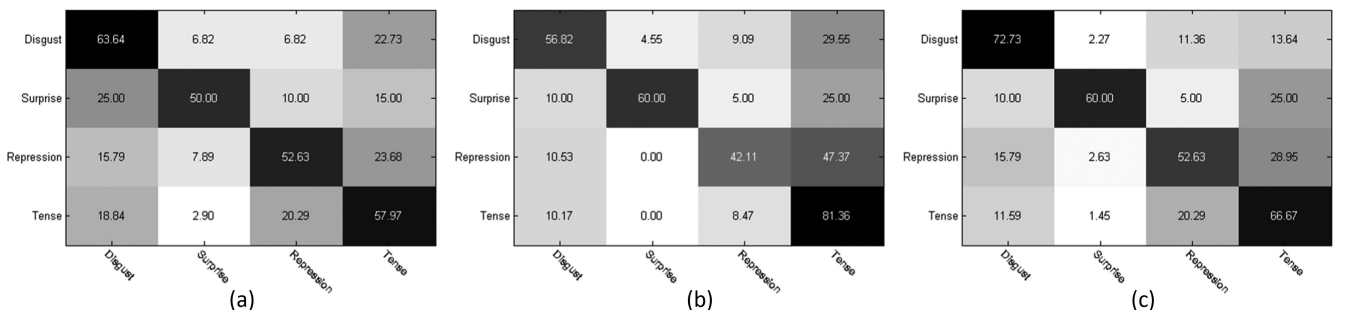 Disgust 63.64 6.82 6.82 22.73
Surprise 25.00 50.00 10.00 15.00
Repression 15.79 7.89 52.63 23.68
Tense 18.84 2.90 20.29 57.97
Disgust Surprise Repression Tense
(a)
Disgust 56.82 4.55 9.09 29.55
Surprise 10.00 60.00 5.00 25.00
Repression 10.53 0.00 42.11 47.37
Tense 10.17 0.00 8.47 81.36
Disgust Surprise Repression Tense
(b)
Disgust 72.73 2.27 11.36 13.64
Surprise 10.00 60.00 5.00 25.00
Repression 15.79 2.63 52.63 28.95
Tense 11.59 1.45 20.29 66.67
Disgust Surprise Repression Tense
(c)